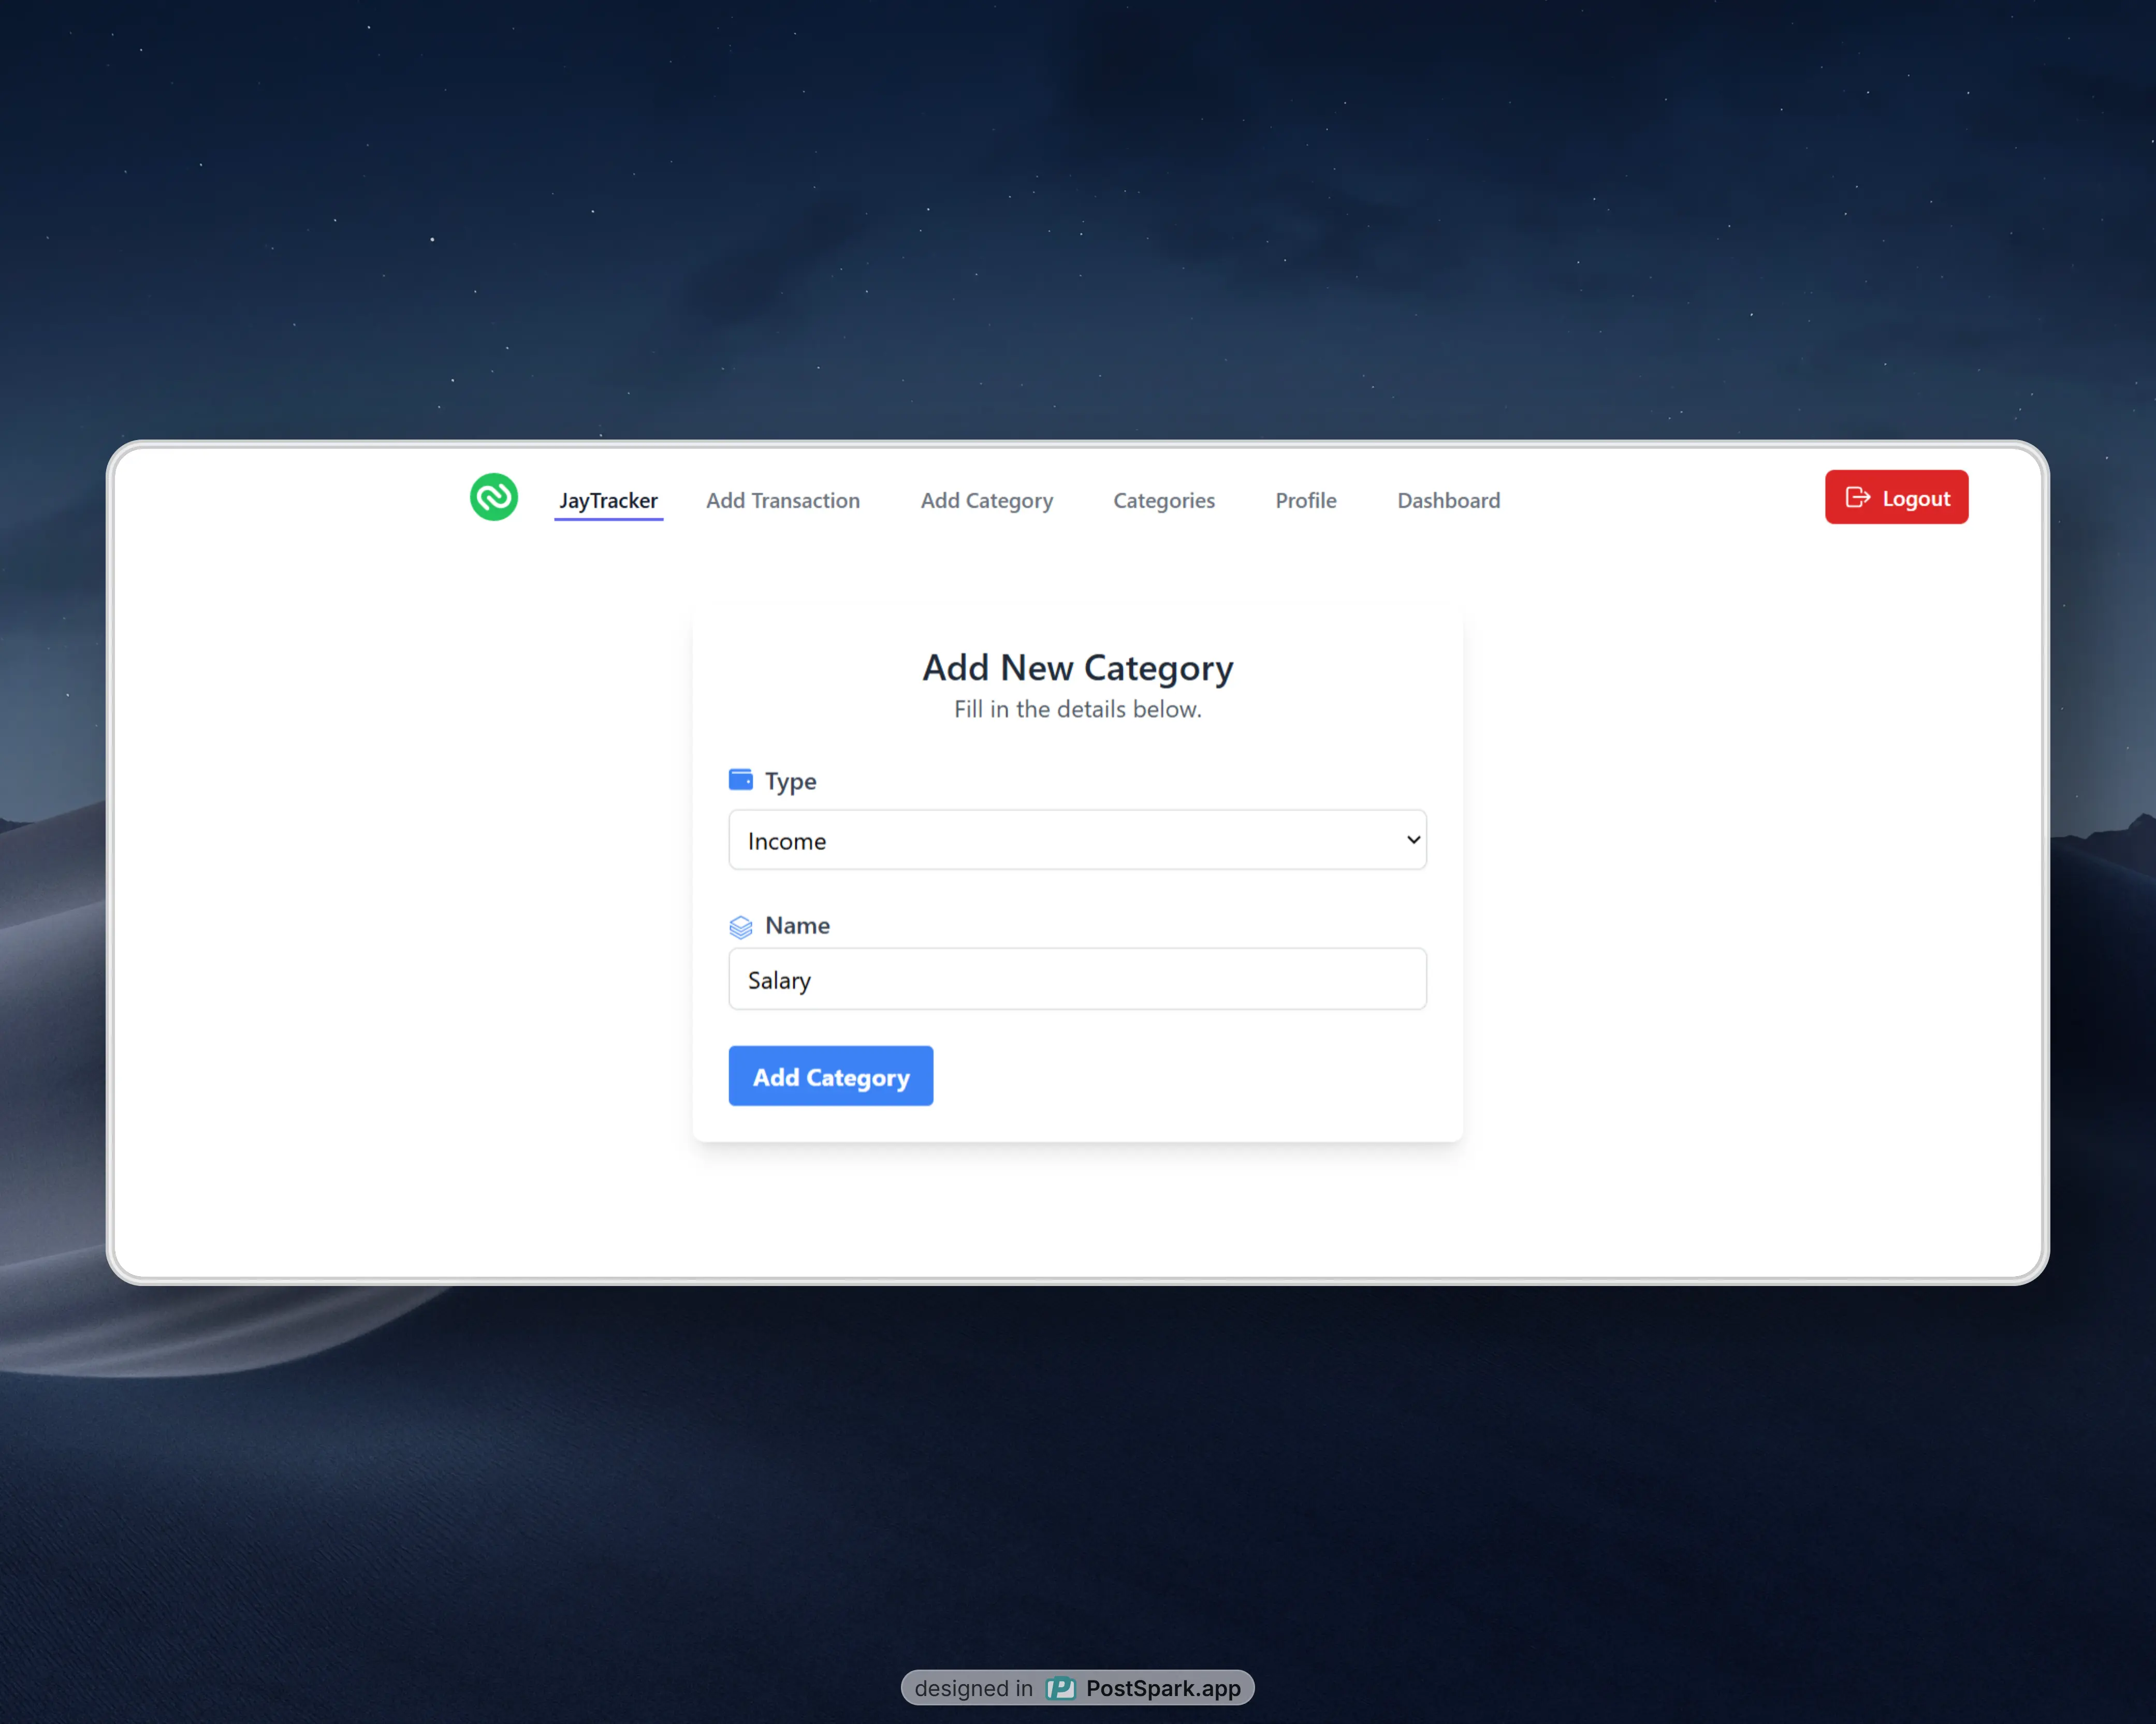 JayTracker Add Transaction Add Category Categories Profile Dashboard Logout
Add New Category
Fill in the details below.
Type
Income
Name
Salary
Add Category
designed in PostSpark.app